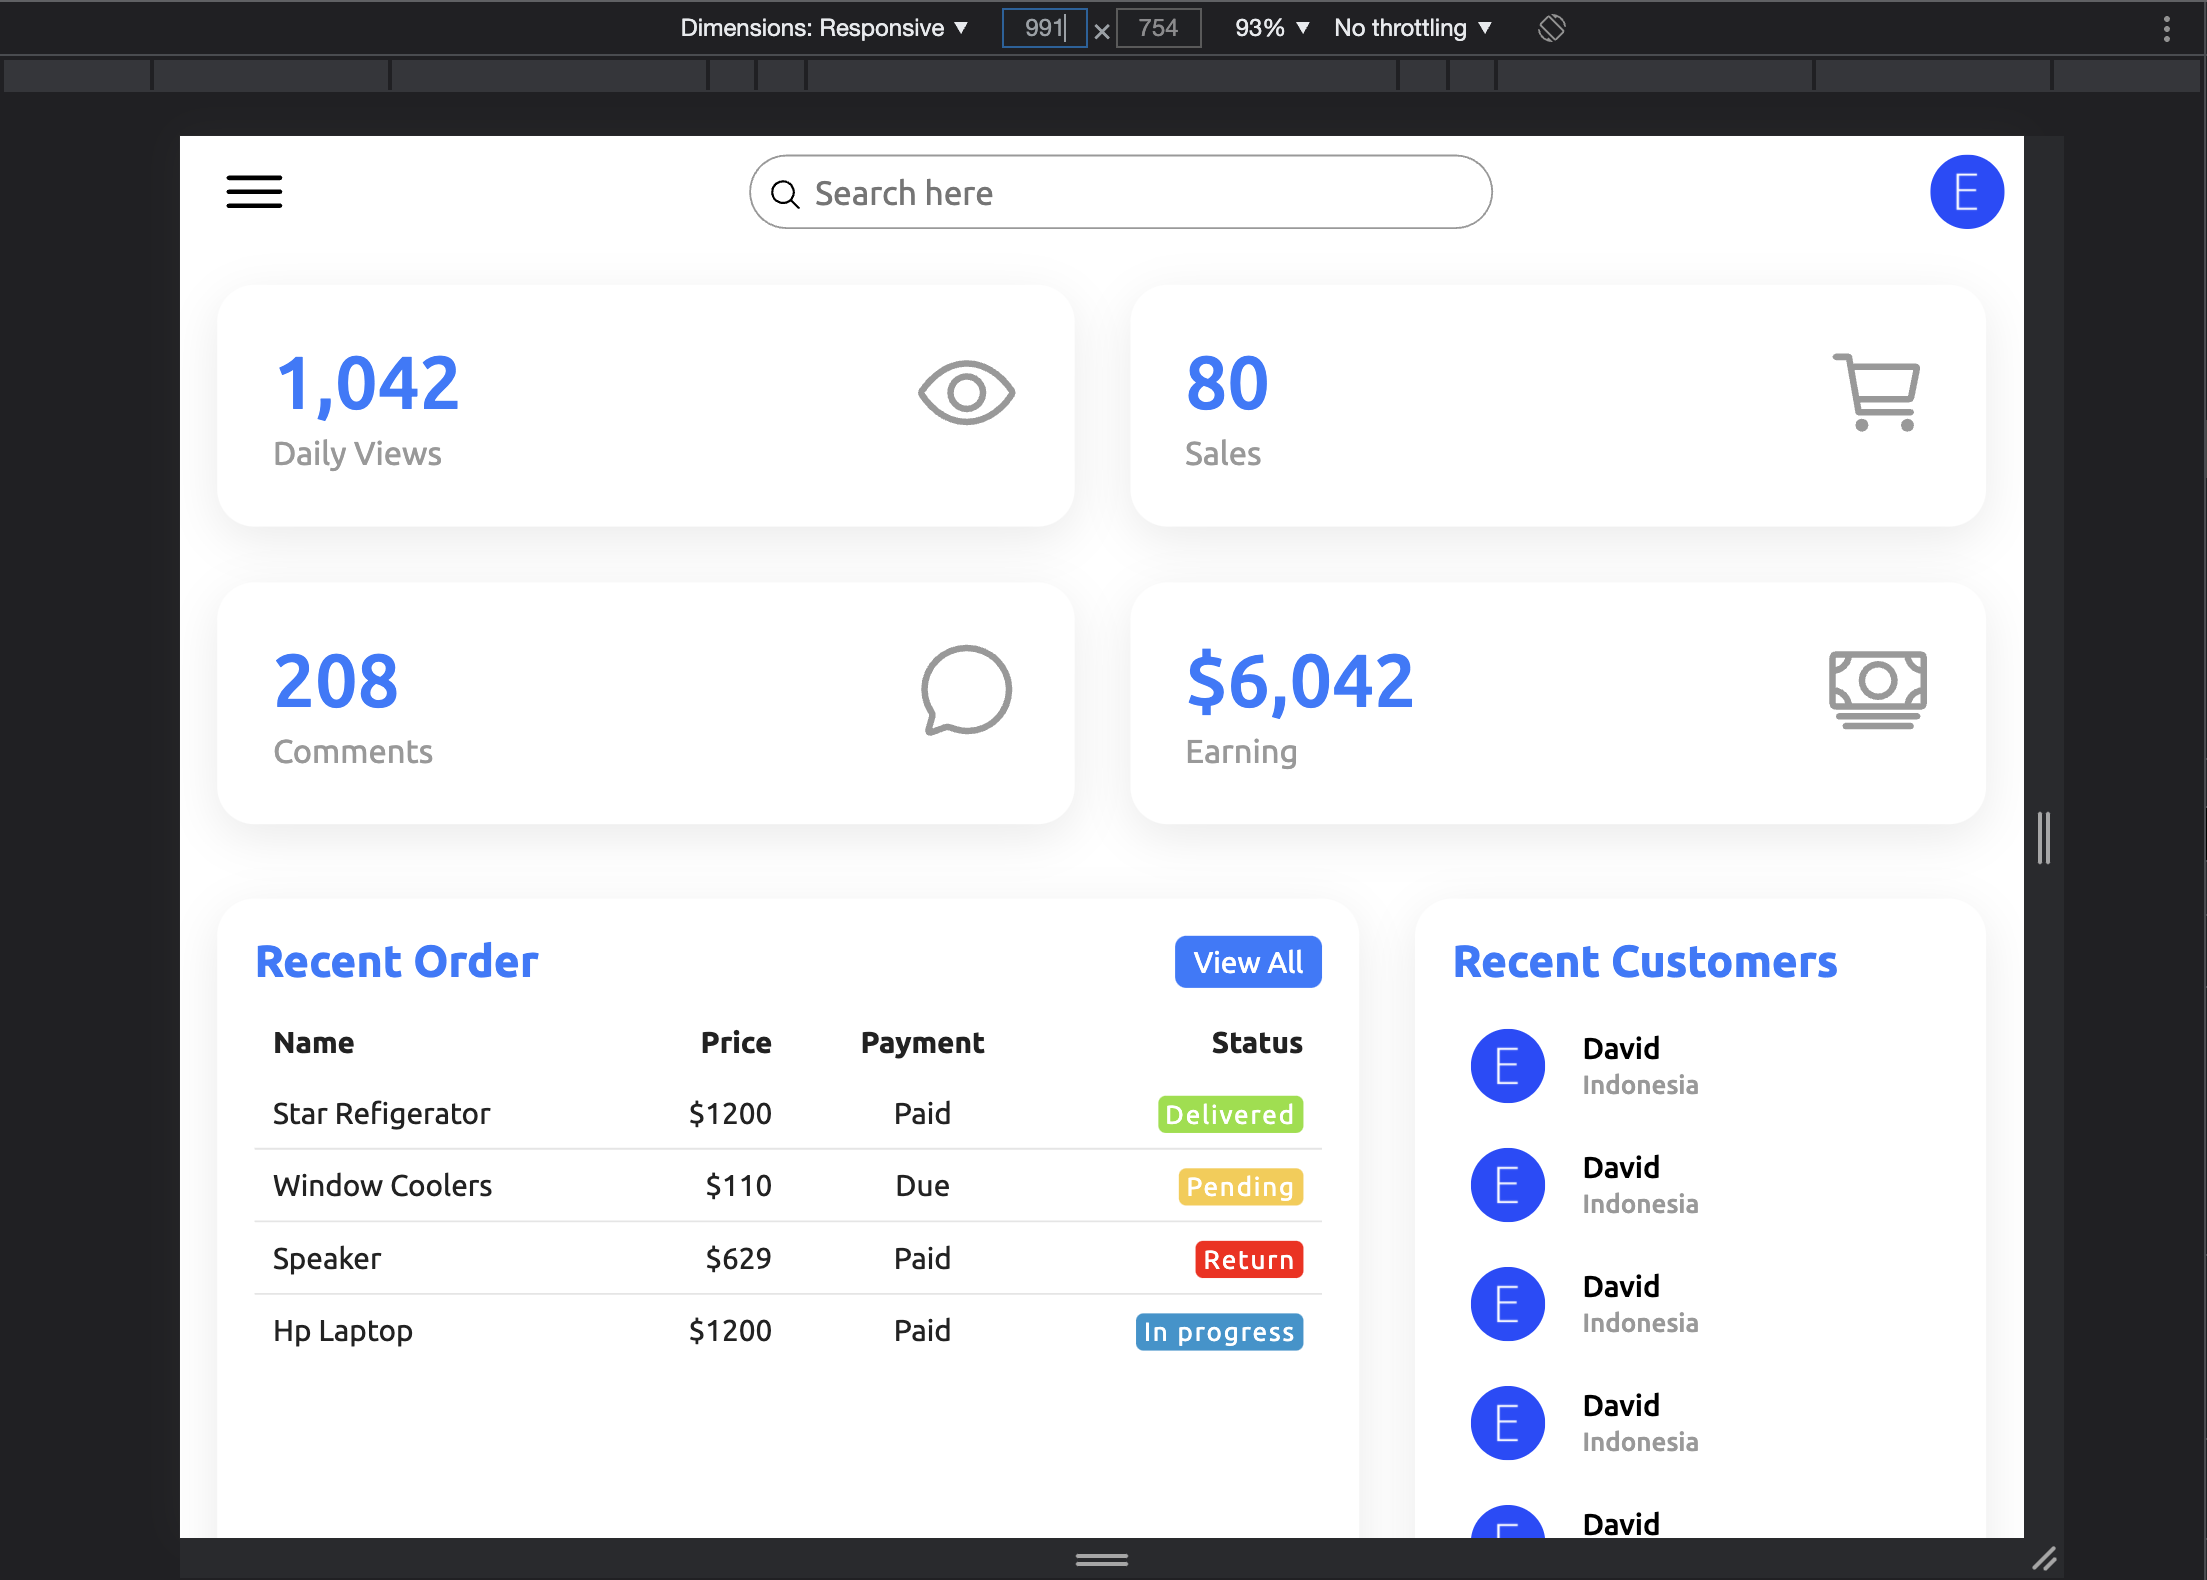 Dimensions: Responsive ▼ 991 × 754 93% ▼ No throttling ▼
Search here
E
1,042
Daily Views
80
Sales
208
Comments
$6,042
Earning
Recent Order
View All
Name Price Payment Status
Star Refigerator $1200 Paid Delivered
Window Coolers $110 Due Pending
Speaker $629 Paid Return
Hp Laptop $1200 Paid In progress
Recent Customers
E
David
Indonesia
E
David
Indonesia
E
David
Indonesia
E
David
Indonesia
E
David